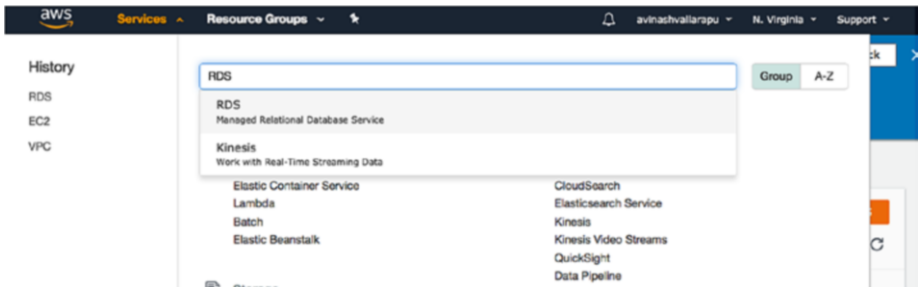 aws Services Resource Groups avinashvallarapu N. Virginia Support
History
RDS
EC2
VPC
RDS
Group A-Z
RDS
Managed Relational Database Service
Kinesis
Work with Real-Time Streaming Data
Elastic Container Service
Lambda
Batch
Elastic Beanstalk
CloudSearch
Elasticsearch Service
Kinesis
Kinesis Video Streams
QuickSight
Data Pipeline